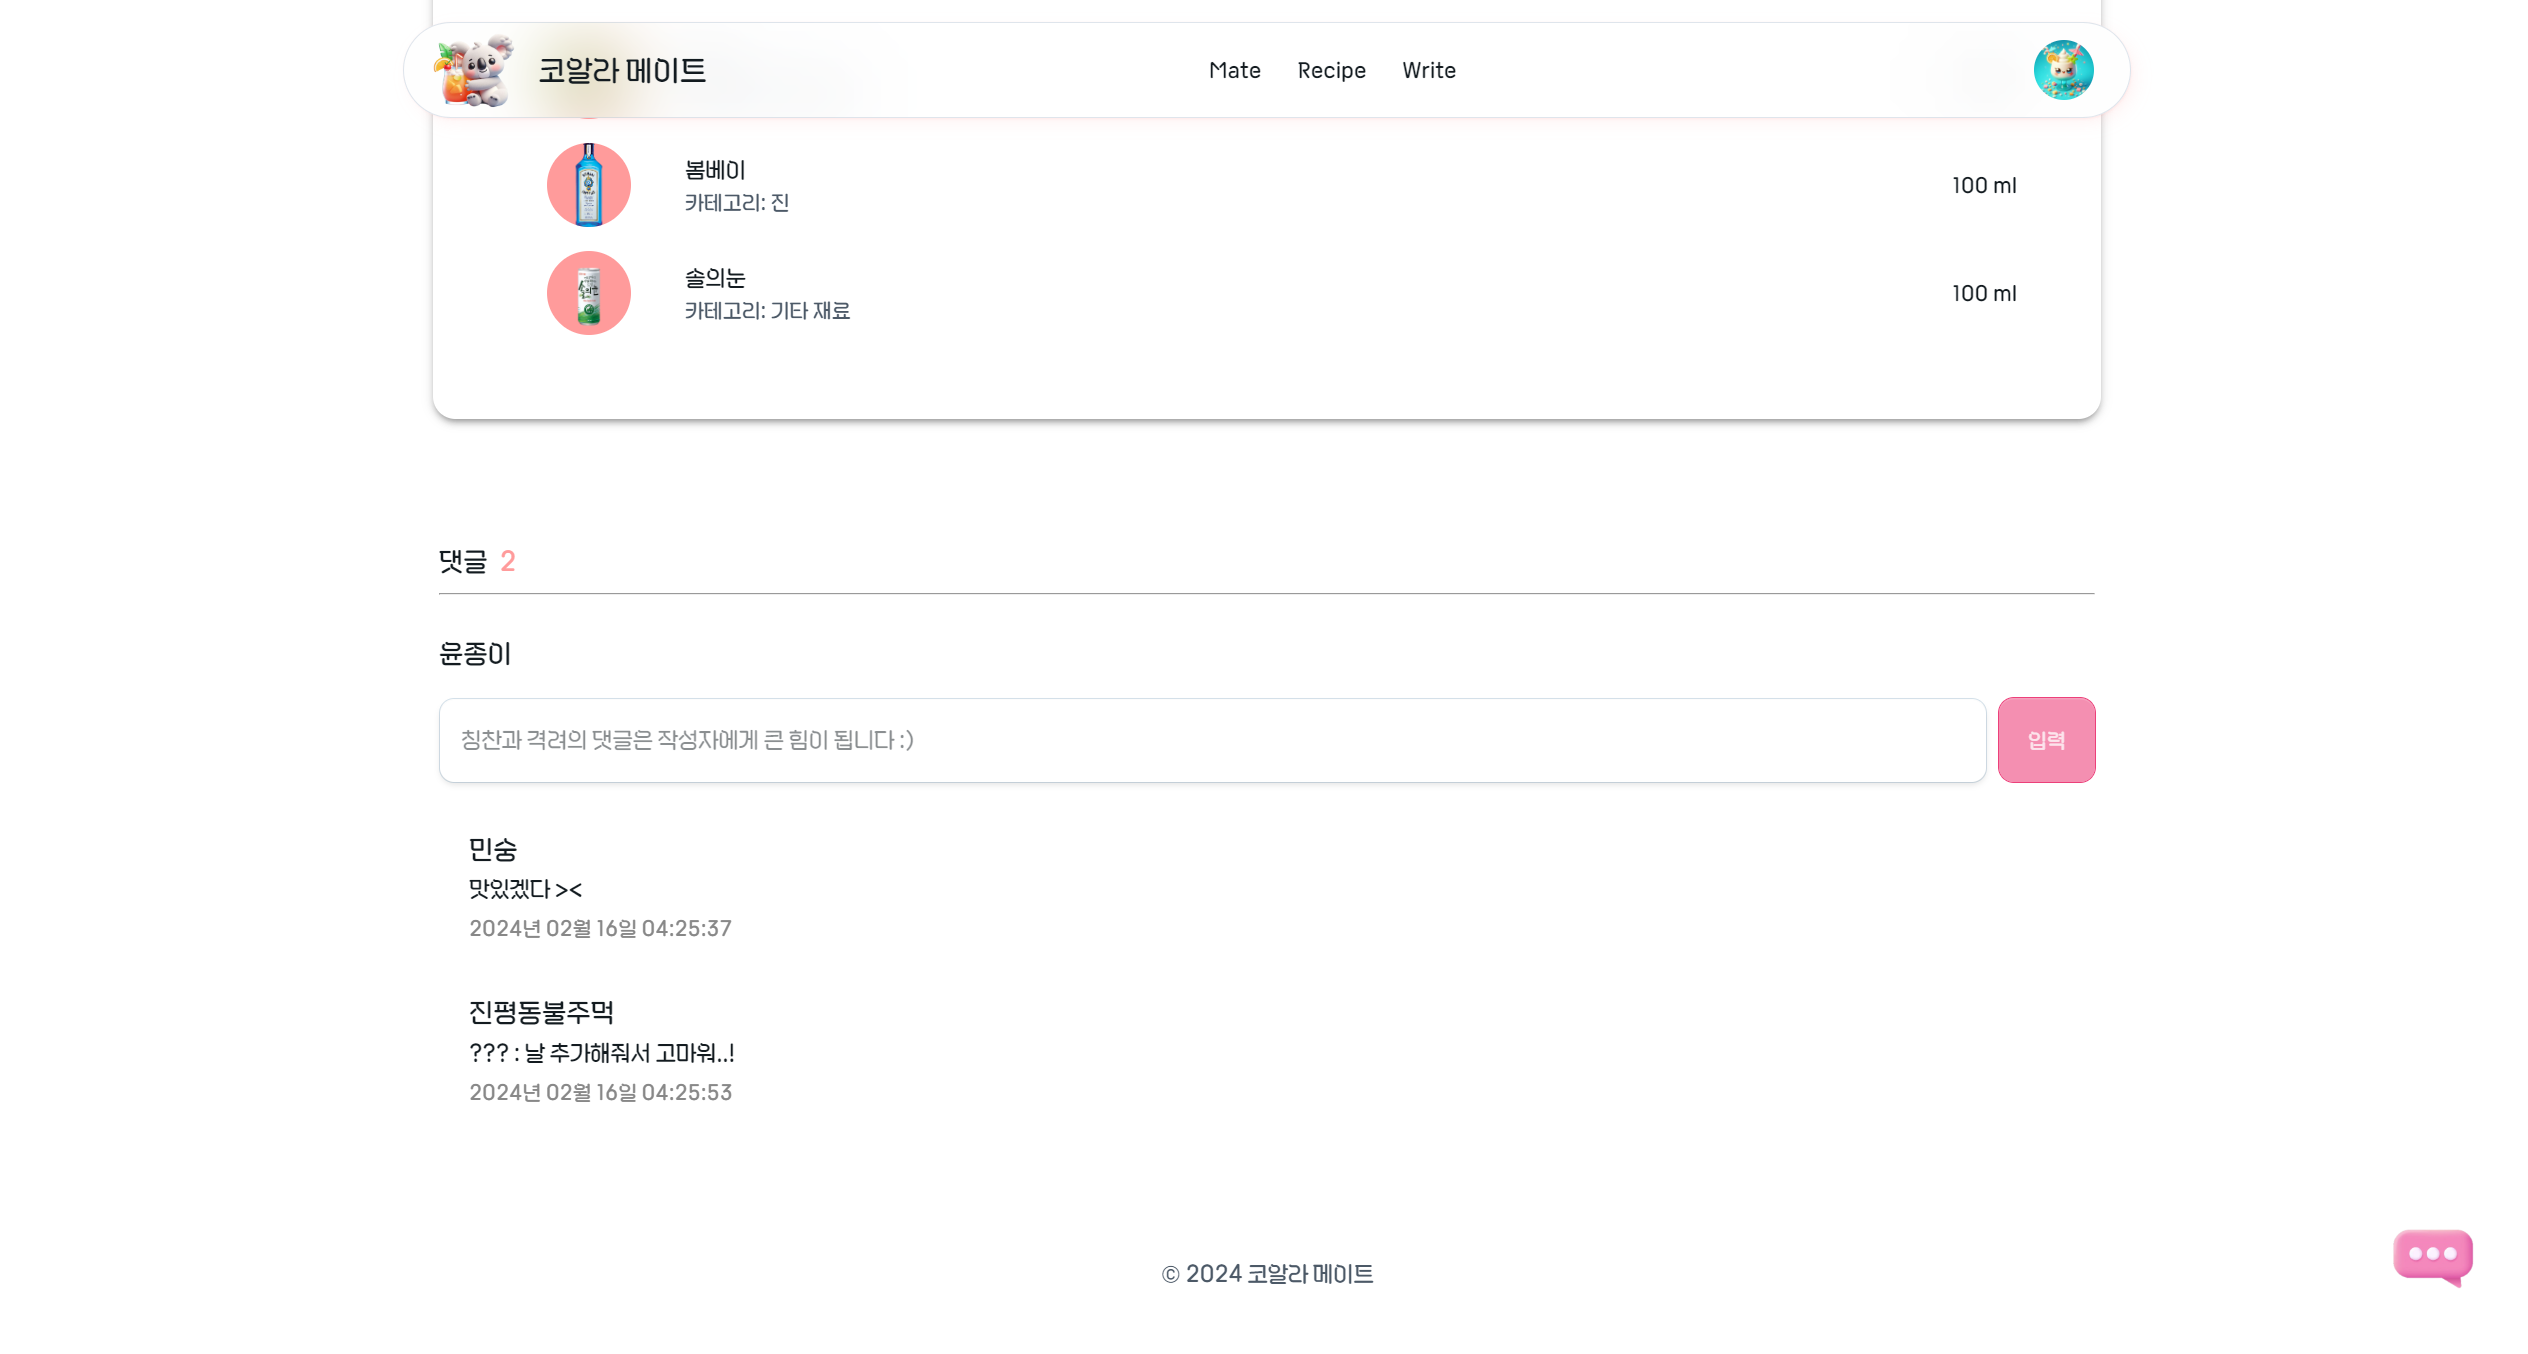 코알라 메이트
Mate
Recipe
Write
봄베이
카테고리: 진
100 ml
솔의눈
카테고리: 기타 재료
100 ml
댓글 2
윤종이
칭찬과 격려의 댓글은 작성자에게 큰 힘이 됩니다 :)
입력
민숭
맛있겠다 ><
2024년 02월 16일 04:25:37
진평동불주먹
??? : 날 추가해줘서 고마워..!
2024년 02월 16일 04:25:53
© 2024 코알라 메이트